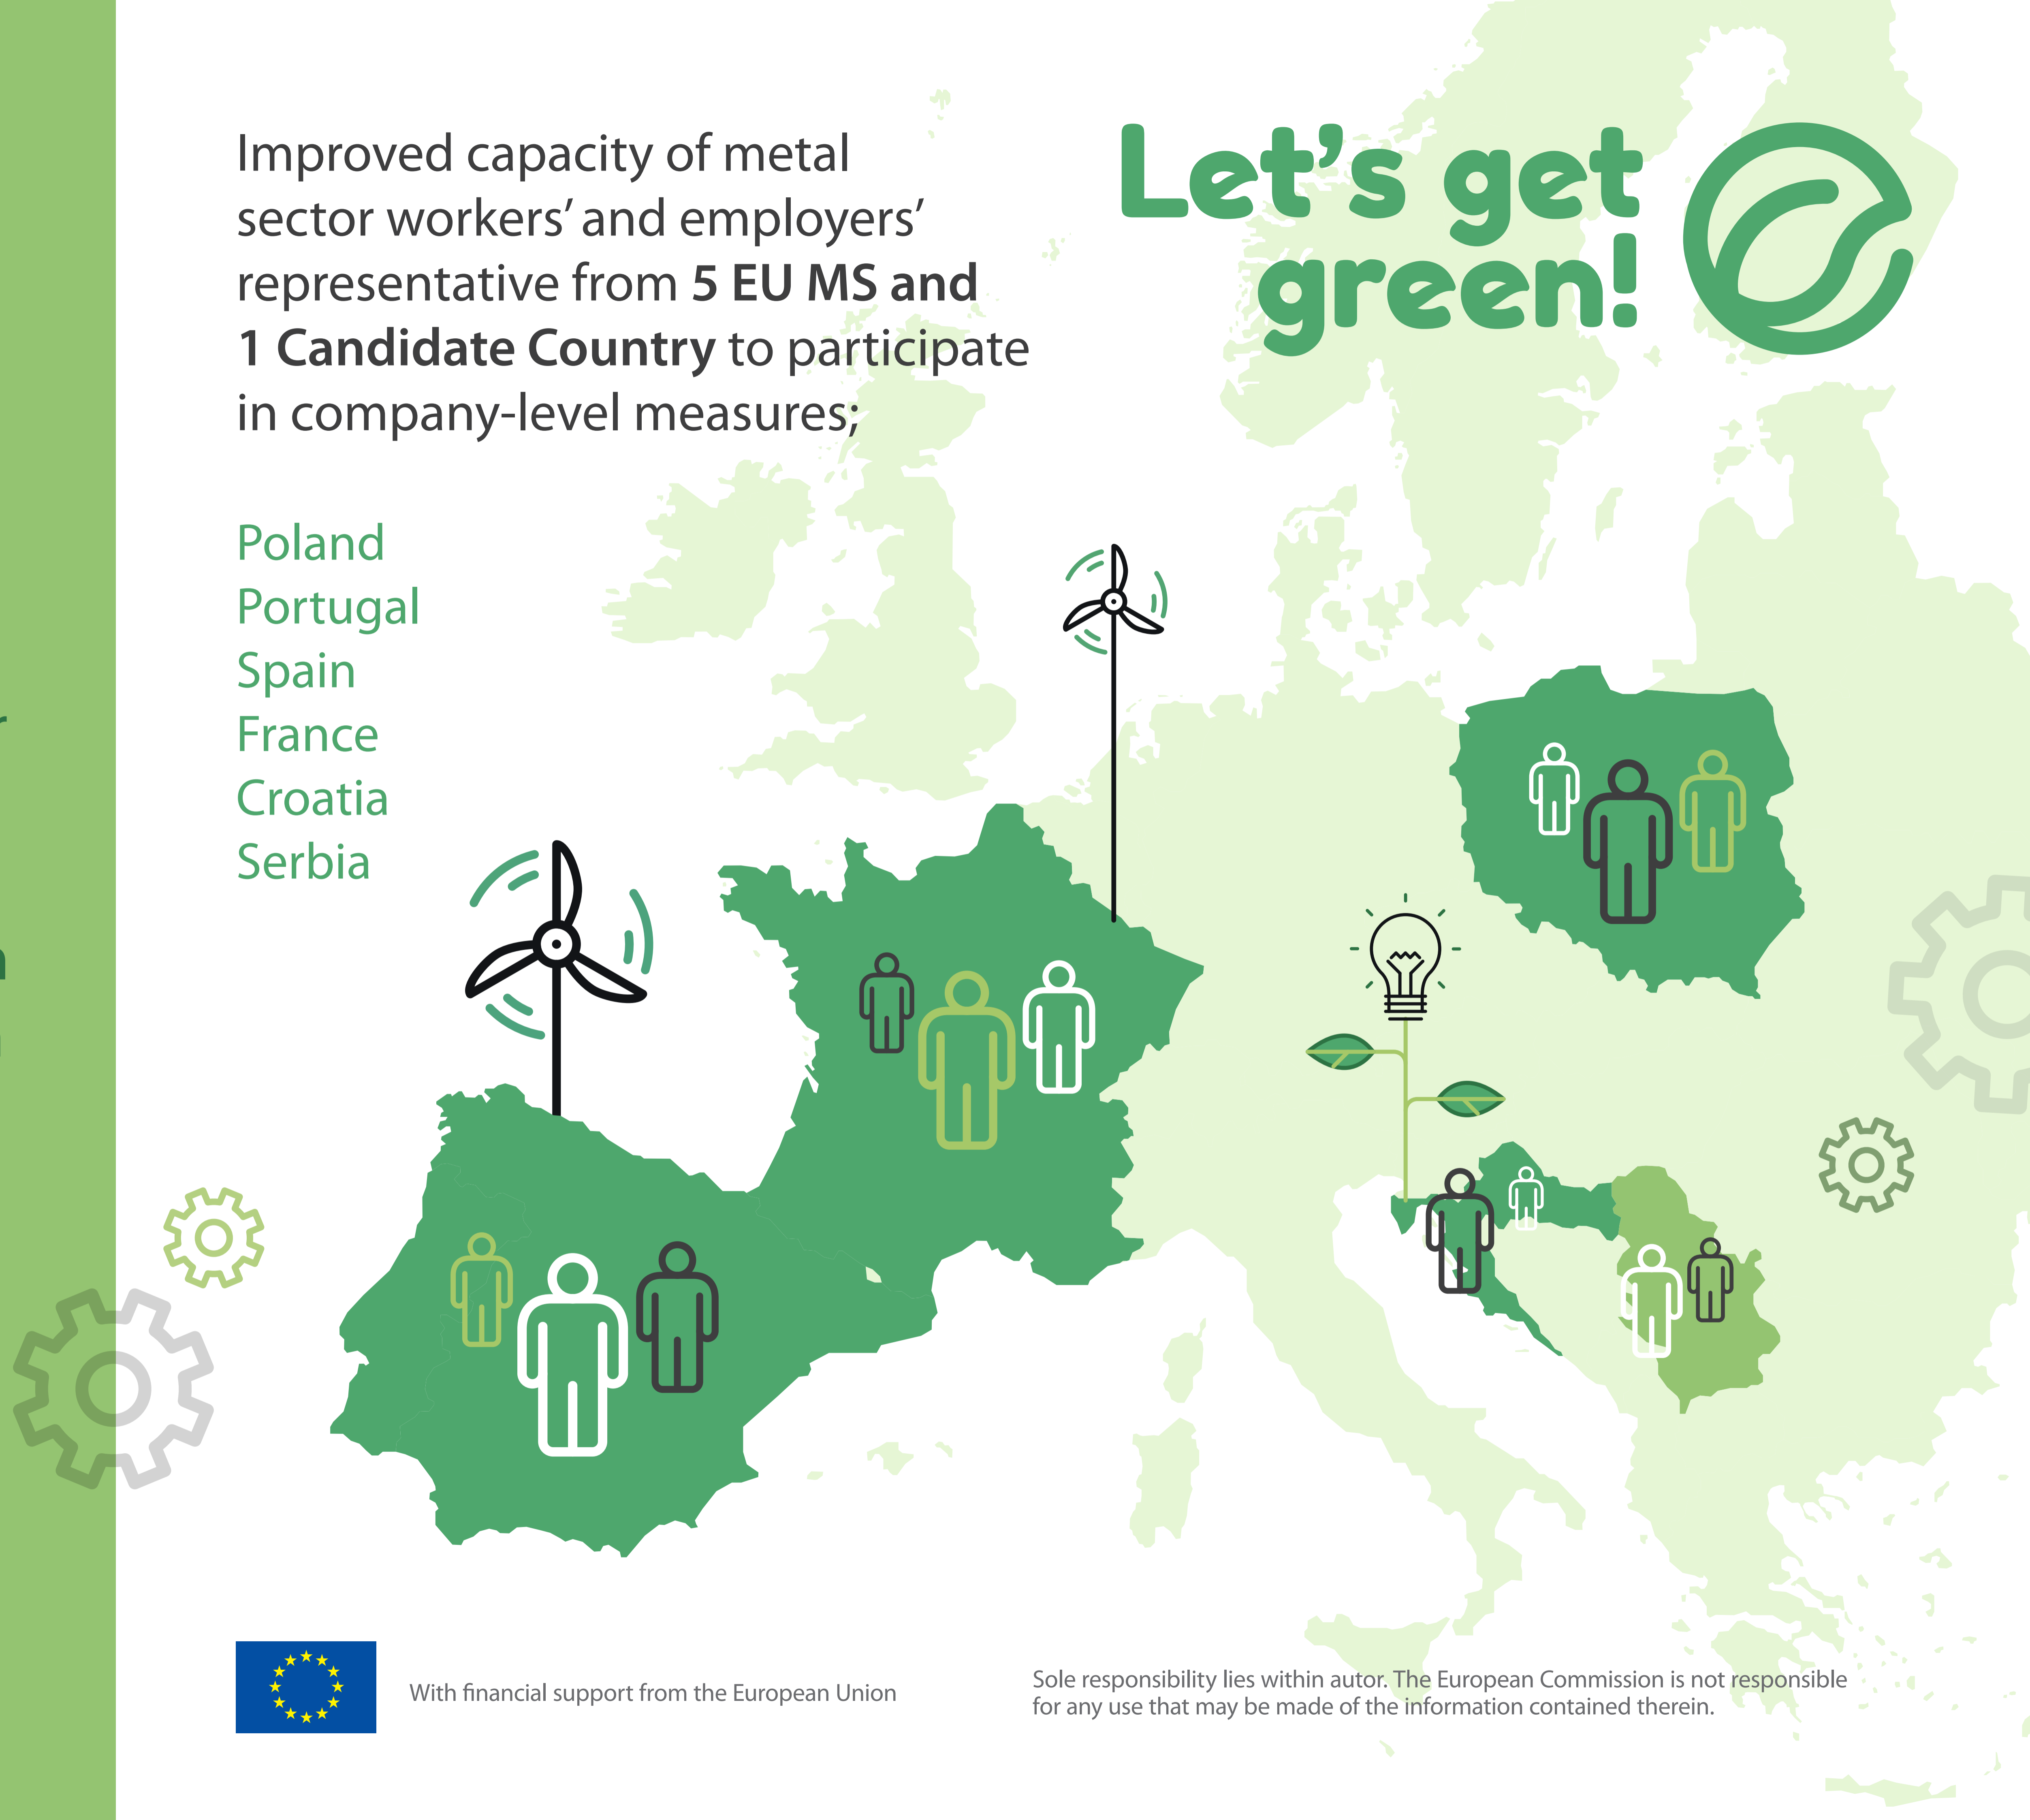 Improved capacity of metal
sector workers’ and employers’
representative from 5 EU MS and
1 Candidate Country to participate
in company-level measures;
Let’s get
green!
Poland
Portugal
Spain
France
Croatia
Serbia
With financial support from the European Union
Sole responsibility lies within autor. The European Commission is not responsible
for any use that may be made of the information contained therein.